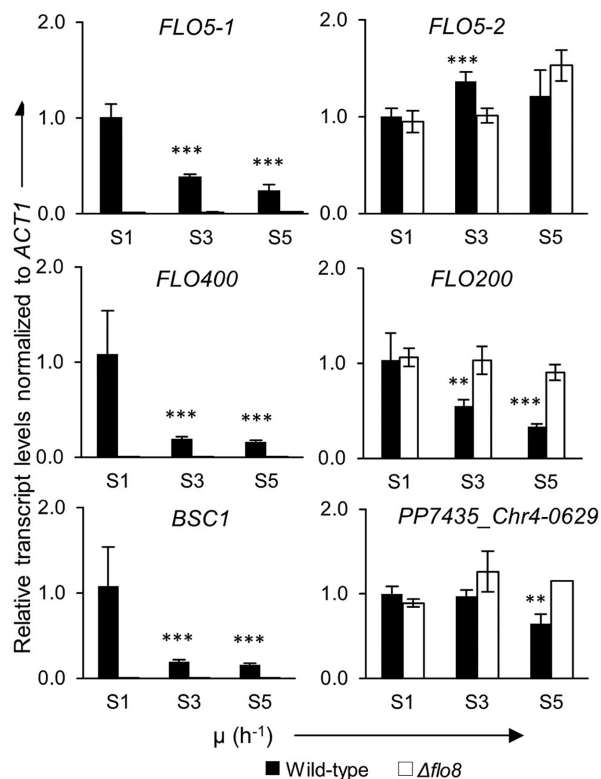 FLO5-1 FLO5-2
Relative transcript levels normalized to ACT1
1.0 *** *** 0.0
S1 S3 S5
2.0 *** 1.0 0.0
S1 S3 S5
FLO400 FLO200
2.0 1.0 *** *** 0.0
S1 S3 S5
2.0 1.0 ** *** 0.0
S1 S3 S5
BSC1 PP7435_Chr4-0629
2.0 1.0 *** *** 0.0
S1 S3 S5
2.0 1.0 ** 0.0
S1 S3 S5
μ (h-1)
Wild-type Δflo8